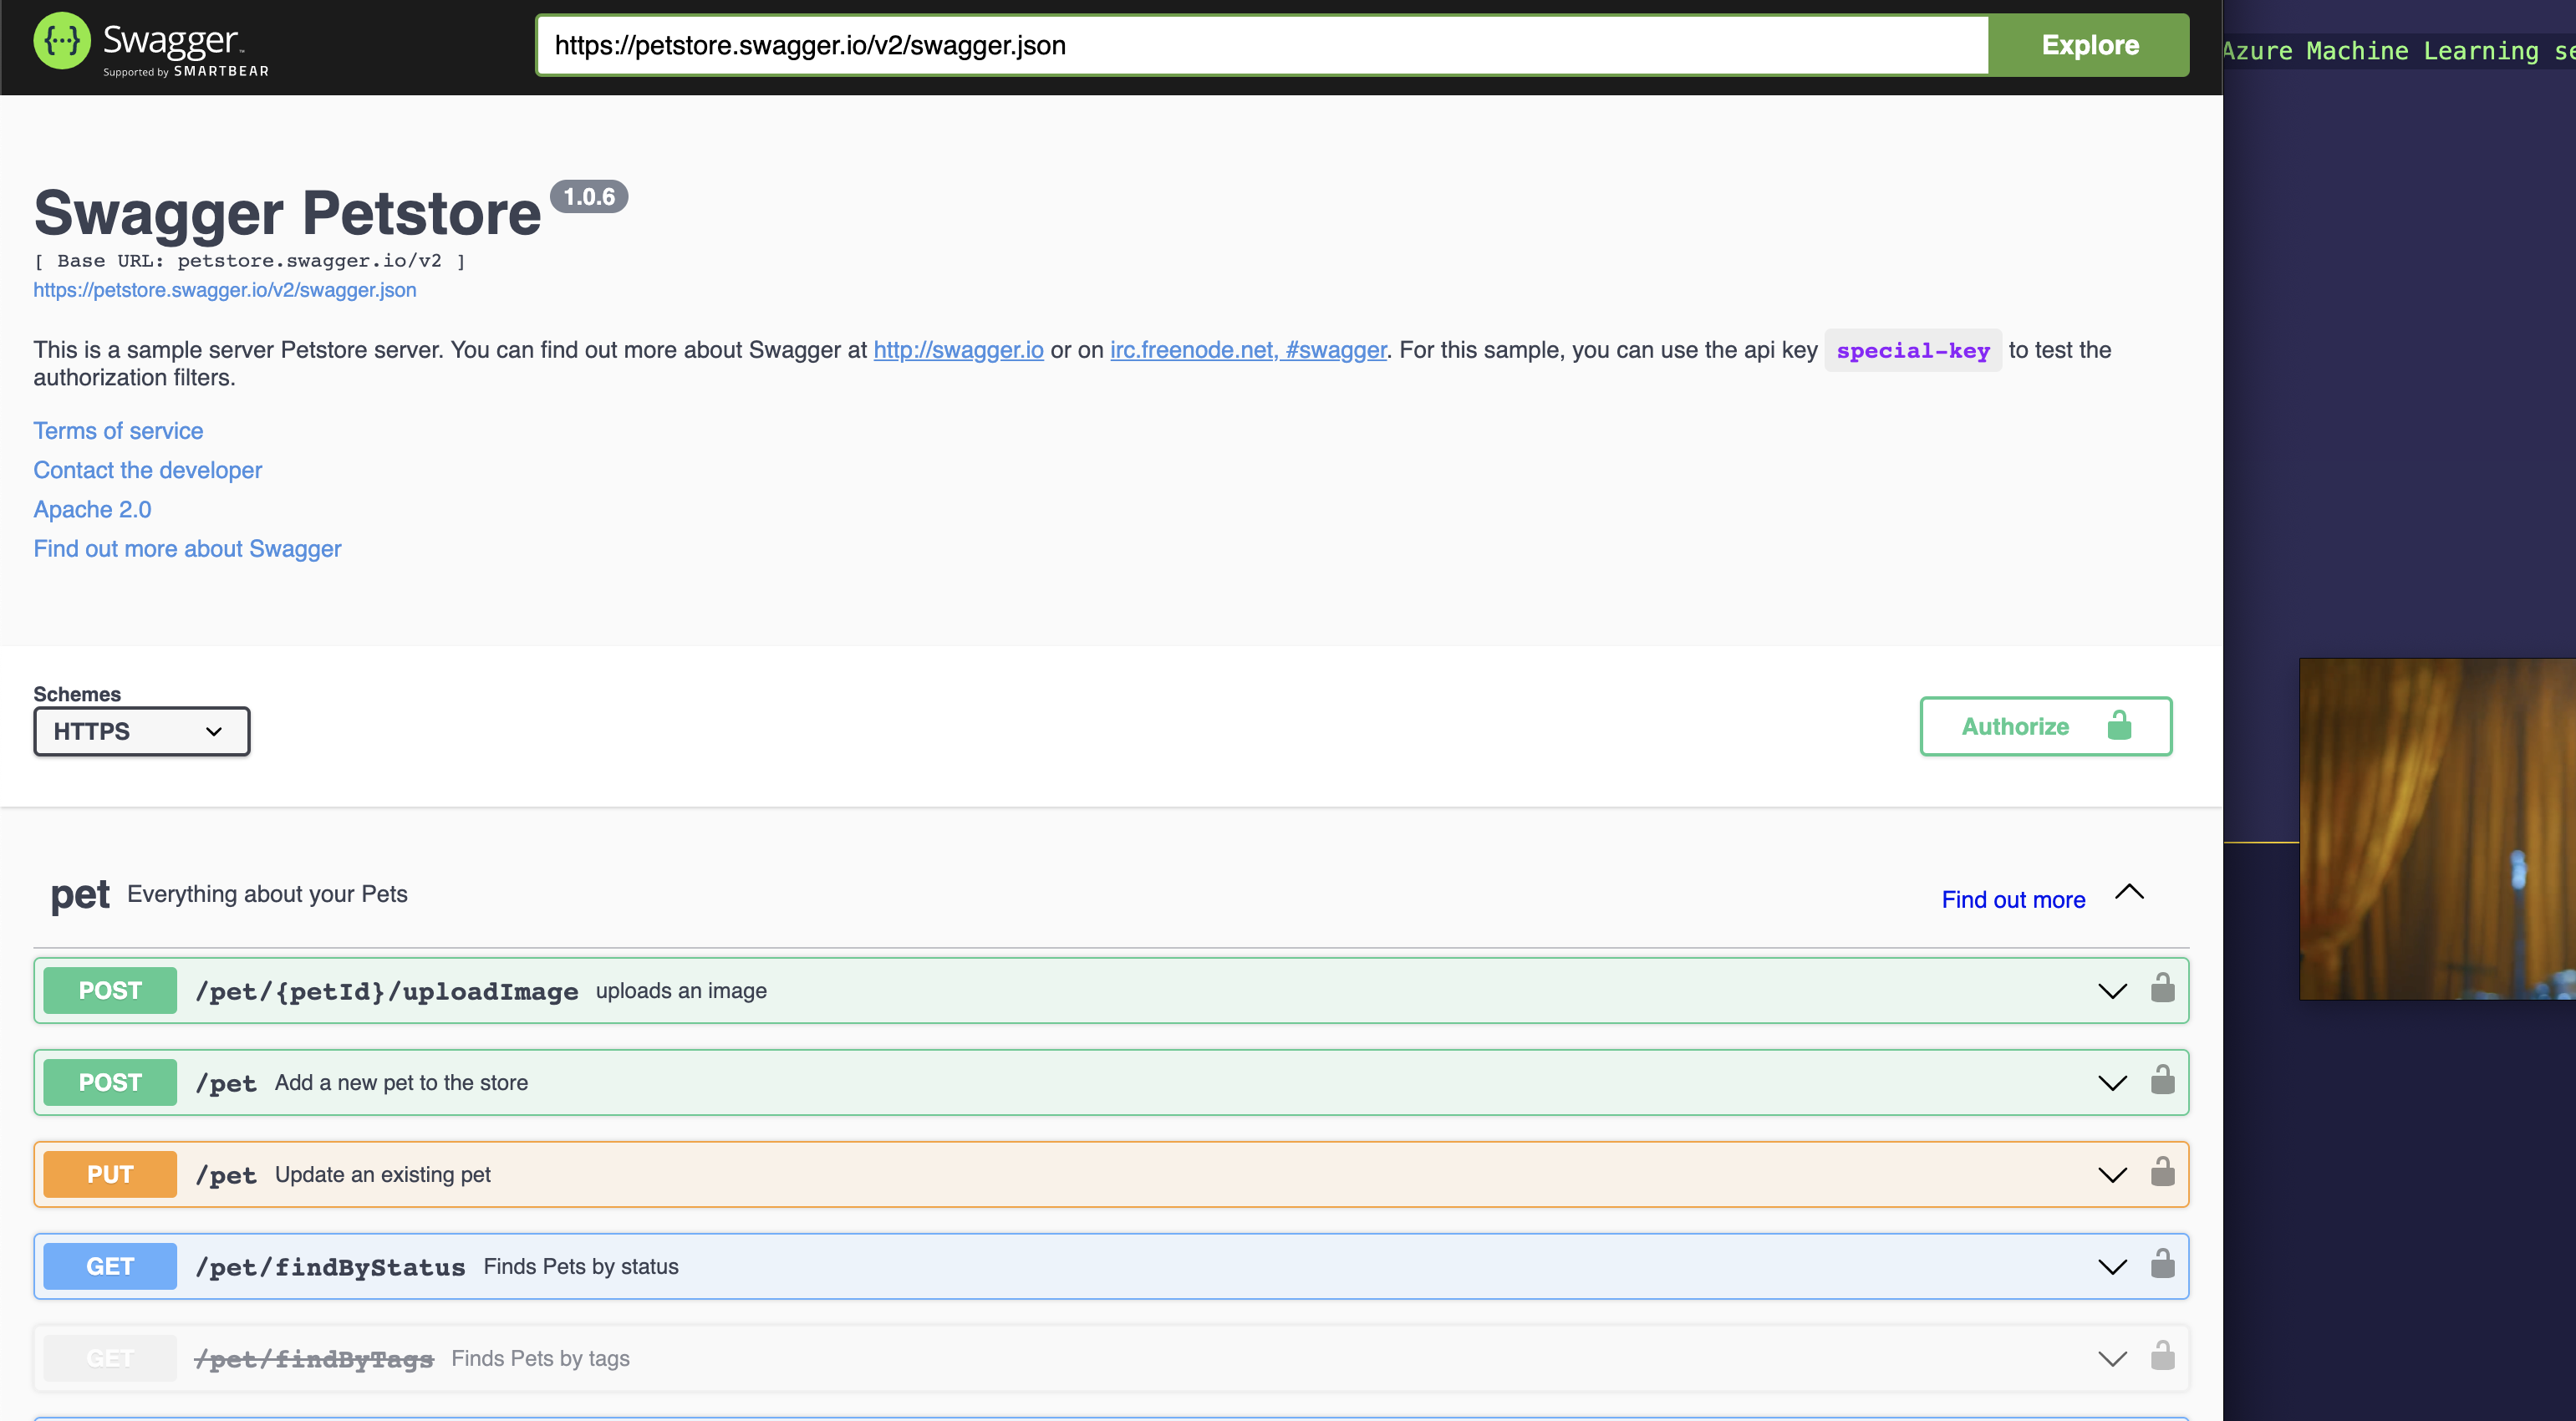 Swagger™
Supported by SMARTBEAR
https://petstore.swagger.io/v2/swagger.json
Explore
Azure Machine Learning se
Swagger Petstore 1.0.6
[ Base URL: petstore.swagger.io/v2 ]
https://petstore.swagger.io/v2/swagger.json
This is a sample server Petstore server. You can find out more about Swagger at http://swagger.io or on irc.freenode.net, #swagger. For this sample, you can use the api key special-key to test the
authorization filters.
Terms of service
Contact the developer
Apache 2.0
Find out more about Swagger
Schemes
HTTPS
Authorize
pet Everything about your Pets
Find out more
POST /pet/{petId}/uploadImage uploads an image
POST /pet Add a new pet to the store
PUT /pet Update an existing pet
GET /pet/findByStatus Finds Pets by status
GET /pet/findByTags Finds Pets by tags